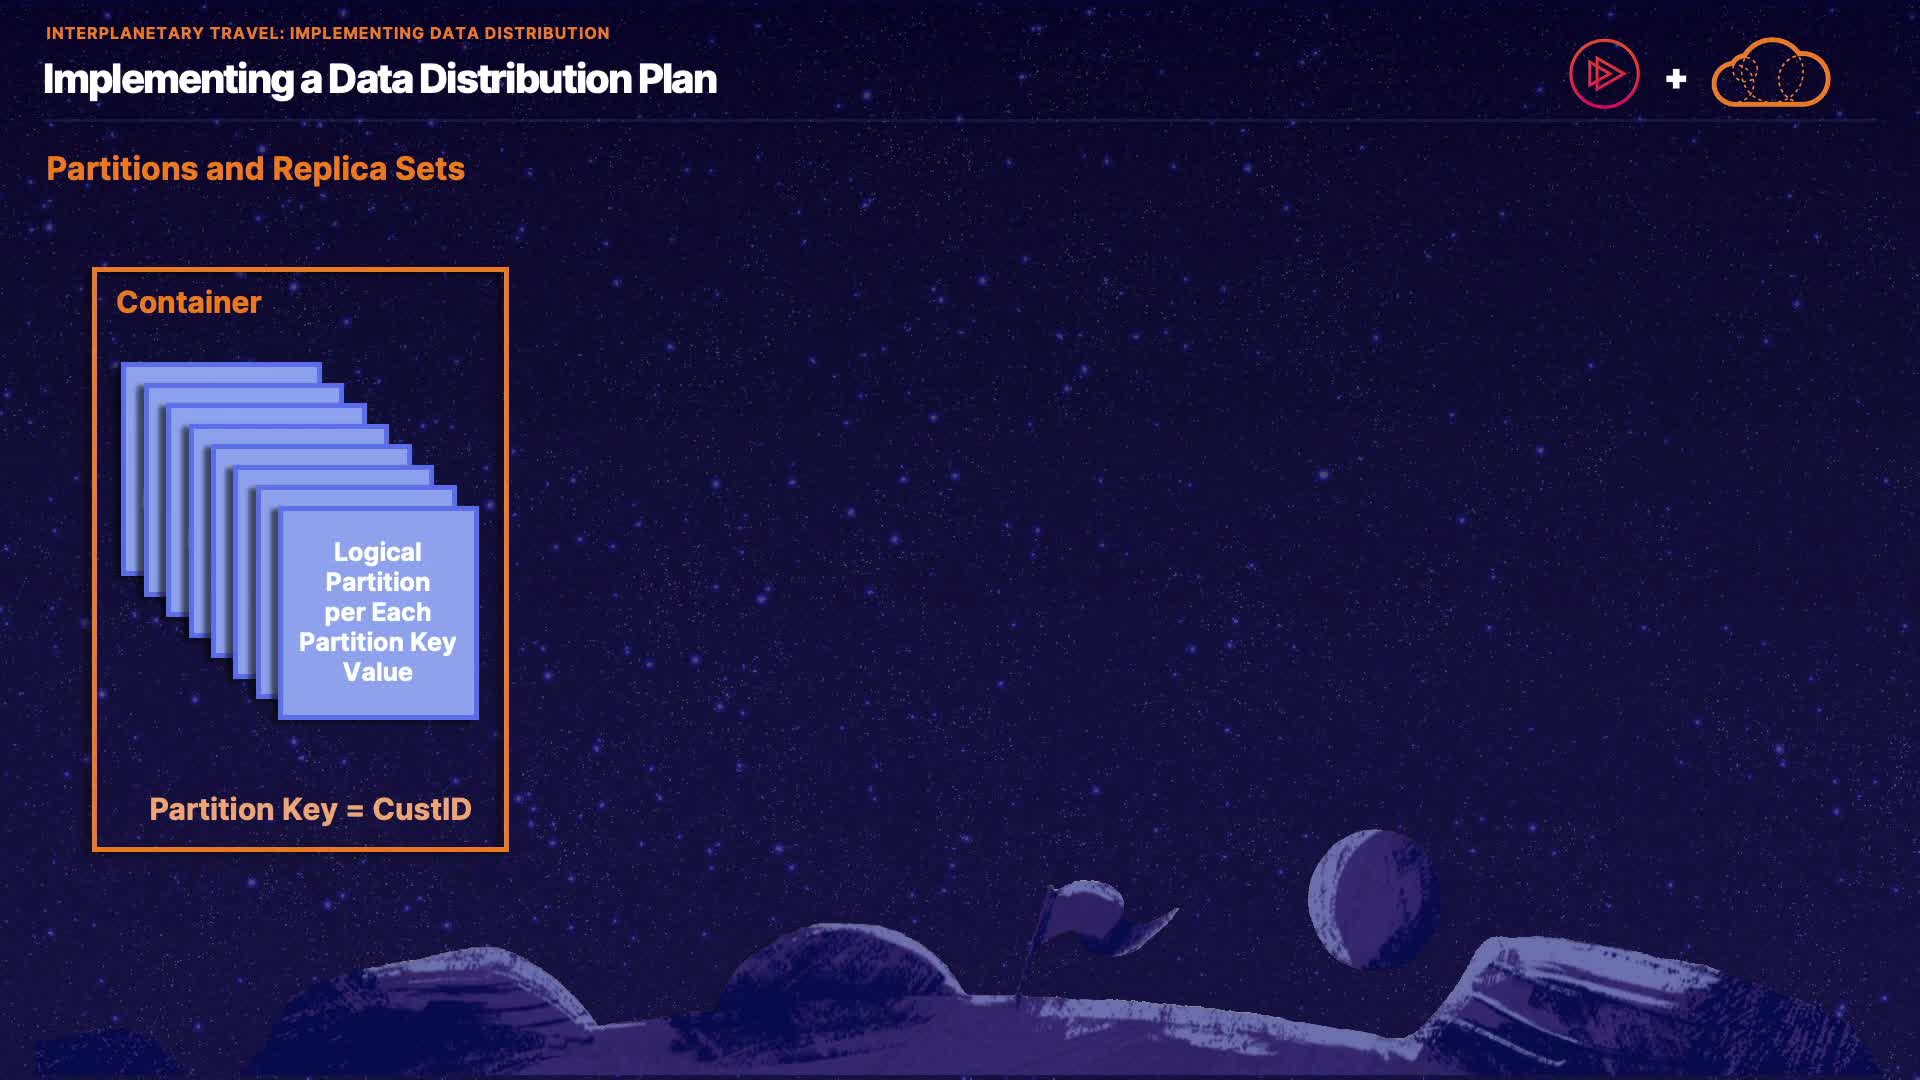 INTERPLANETARY TRAVEL: IMPLEMENTING DATA DISTRIBUTION
Implementing a Data Distribution Plan
Partitions and Replica Sets
Container
Logical
Partition
per Each
Partition Key
Value
Partition Key = CustID